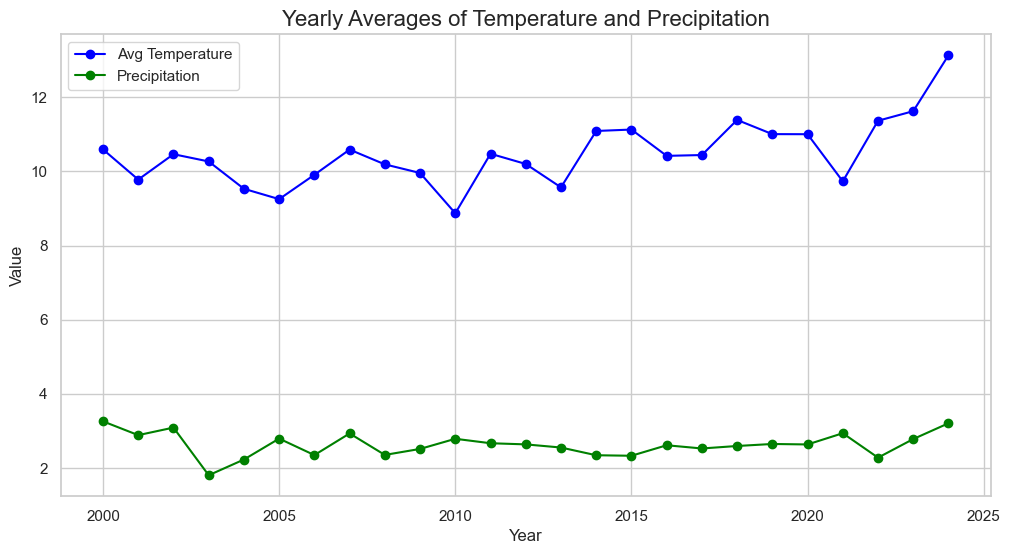 Yearly Averages of Temperature and Precipitation
Avg Temperature
Precipitation
12
10
8
6
4
2
Value
2000 2005 2010 2015 2020 2025
Year